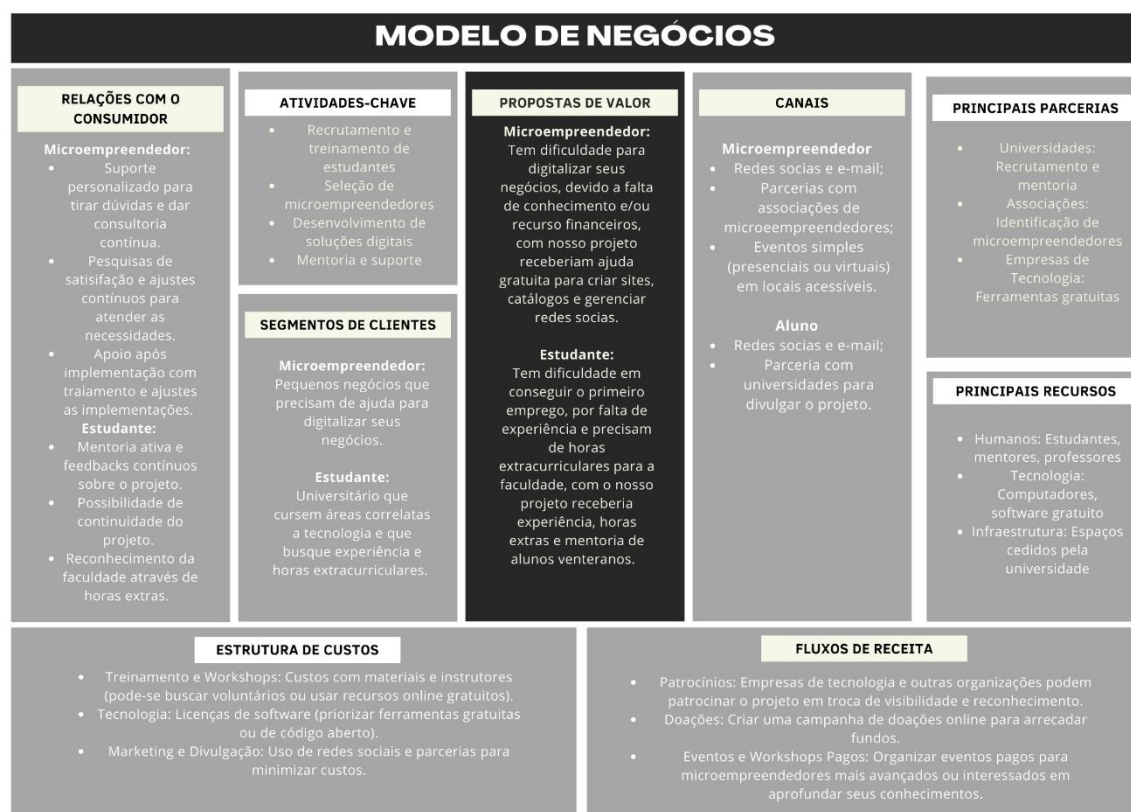 MODELO DE NEGÓCIOS
RELAÇÕES COM O
CONSUMIDOR
Microempreendedor:
• Suporte
personalizado para
tirar dúvidas e dar
consultoria
contínua.
• Pesquisas de
satisifação e ajustes
contínuos para
atender as
necessidades.
• Apoio após
implementação com
traiamento e ajustes
as implementações.
Estudante:
• Mentoria ativa e
feedbacks contínuos
sobre o projeto.
• Possibilidade de
continuidade do
projeto.
• Reconhecimento da
faculdade através de
horas extras.
ATIVIDADES-CHAVE
• Recrutamento e
treinamento de
estudantes
• Seleção de
microempreendedores
• Desenvolvimento de
soluções digitais
• Mentoria e suporte
SEGMENTOS DE CLIENTES
Microempreendedor:
Pequenos negócios que
precisam de ajuda para
digitalizar seus
negócios.
Estudante:
Universitário que
cursem áreas correlatas
a tecnologia e que
busque experiência e
horas extracurriculares.
PROPOSTAS DE VALOR
Microempreendedor:
Tem dificuldade para
digitalizar seus
negócios, devido a falta
de conhecimento e/ou
recurso financeiros,
com nosso projeto
receberiam ajuda
gratuita para criar sites,
catálogos e gerenciar
redes socias.
Estudante:
Tem dificuldade em
conseguir o primeiro
emprego, por falta de
experiência e precisam
de horas
extracurriculares para a
faculdade, com o nosso
projeto receberia
experiência, horas
extras e mentoria de
alunos venteranos.
CANAIS
Microempreendedor
• Redes socias e e-mail;
• Parcerias com
associações de
microeempreendedores;
• Eventos simples
(presenciais ou virtuais)
em locais acessíveis.
Aluno
• Redes socias e e-mail;
• Parceria com
universidades para
divulgar o projeto.
PRINCIPAIS PARCERIAS
• Universidades:
Recrutamento e
mentoria
• Associações:
Identificação de
microempreendedores
• Empresas de
Tecnologia:
Ferramentas gratuitas
PRINCIPAIS RECURSOS
• Humanos: Estudantes,
mentores, professores
• Tecnologia:
Computadores,
software gratuito
• Infraestrutura: Espaços
cedidos pela
universidade
ESTRUTURA DE CUSTOS
• Treinamento e Workshops: Custos com materiais e instrutores
(pode-se buscar voluntários ou usar recursos online gratuitos).
• Tecnologia: Licenças de software (priorizar ferramentas gratuitas
ou de código aberto).
• Marketing e Divulgação: Uso de redes sociais e parcerias para
minimizar custos.
FLUXOS DE RECEITA
• Patrocínios: Empresas de tecnologia e outras organizações podem
patrocinar o projeto em troca de visibilidade e reconhecimento.
• Doações: Criar uma campanha de doações online para arrecadar
fundos.
• Eventos e Workshops Pagos: Organizar eventos pagos para
microempreendedores mais avançados ou interessados em
aprofundar seus conhecimentos.